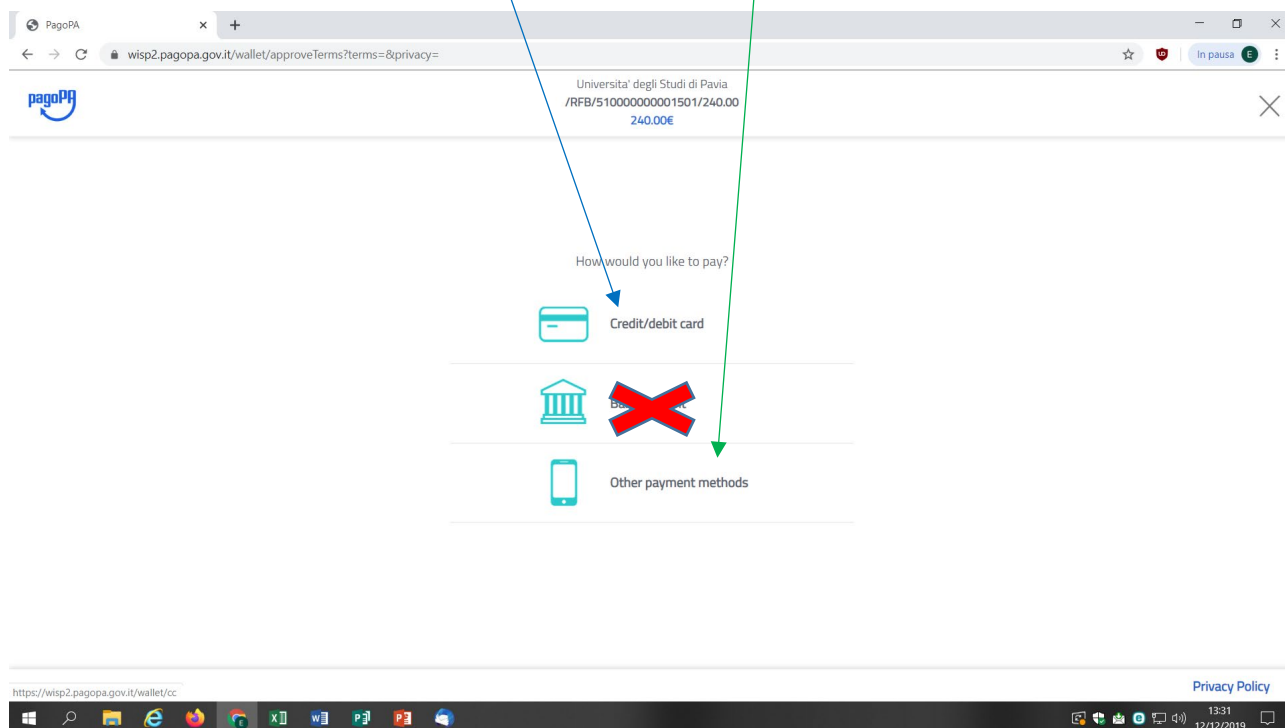 PagoPA
wisp2.pagopa.gov.it/wallet/approveTerms?terms=&privacy=
In pausa E
pagoPA
Universita' degli Studi di Pavia
/RFB/510000000001501/240.00
240.00€
How would you like to pay?
Credit/debit card
Other payment methods
https://wisp2.pagopa.gov.it/wallet/cc
Privacy Policy
13:31
12/12/2019